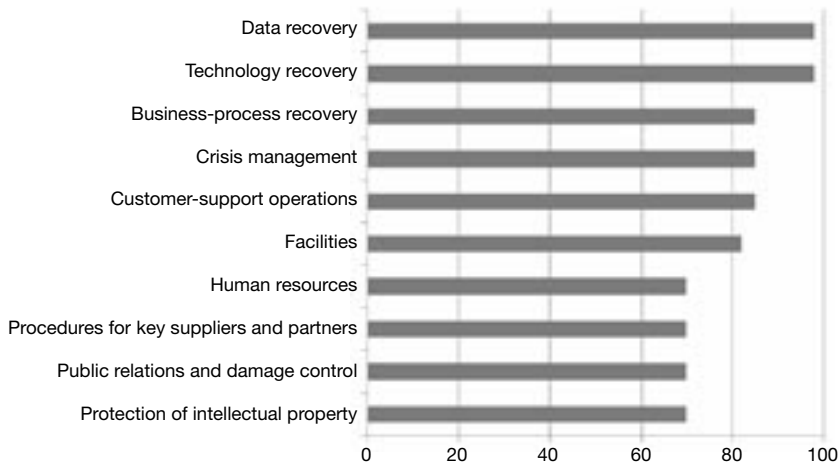 Data recovery
Technology recovery
Business-process recovery
Crisis management
Customer-support operations
Facilities
Human resources
Procedures for key suppliers and partners
Public relations and damage control
Protection of intellectual property
0 20 40 60 80 100